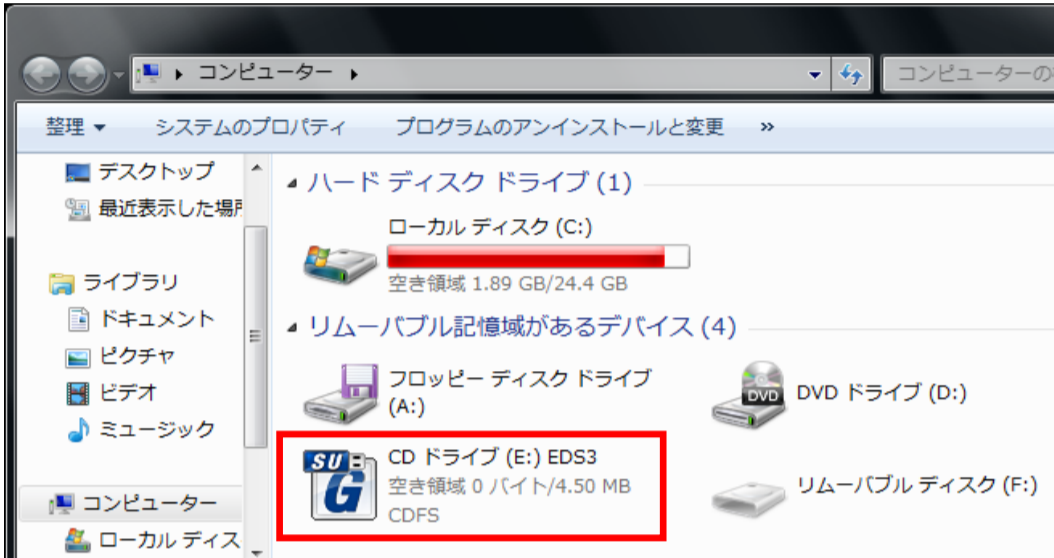 コンピューター
コンピューターの
整理
システムのプロパティ
プログラムのアンインストールと変更
»
デスクトップ
最近表示した場所
ライブラリ
ドキュメント
ピクチャ
ビデオ
ミュージック
コンピューター
ローカル ディス
ハード ディスク ドライブ (1)
ローカル ディスク (C:)
空き領域 1.89 GB/24.4 GB
リムーバブル記憶域があるデバイス (4)
フロッピー ディスク ドライブ
(A:)
DVD
DVD ドライブ (D:)
SU
G
CD ドライブ (E:) EDS3
空き領域 0 バイト/4.50 MB
CDFS
リムーバブル ディスク (F:)